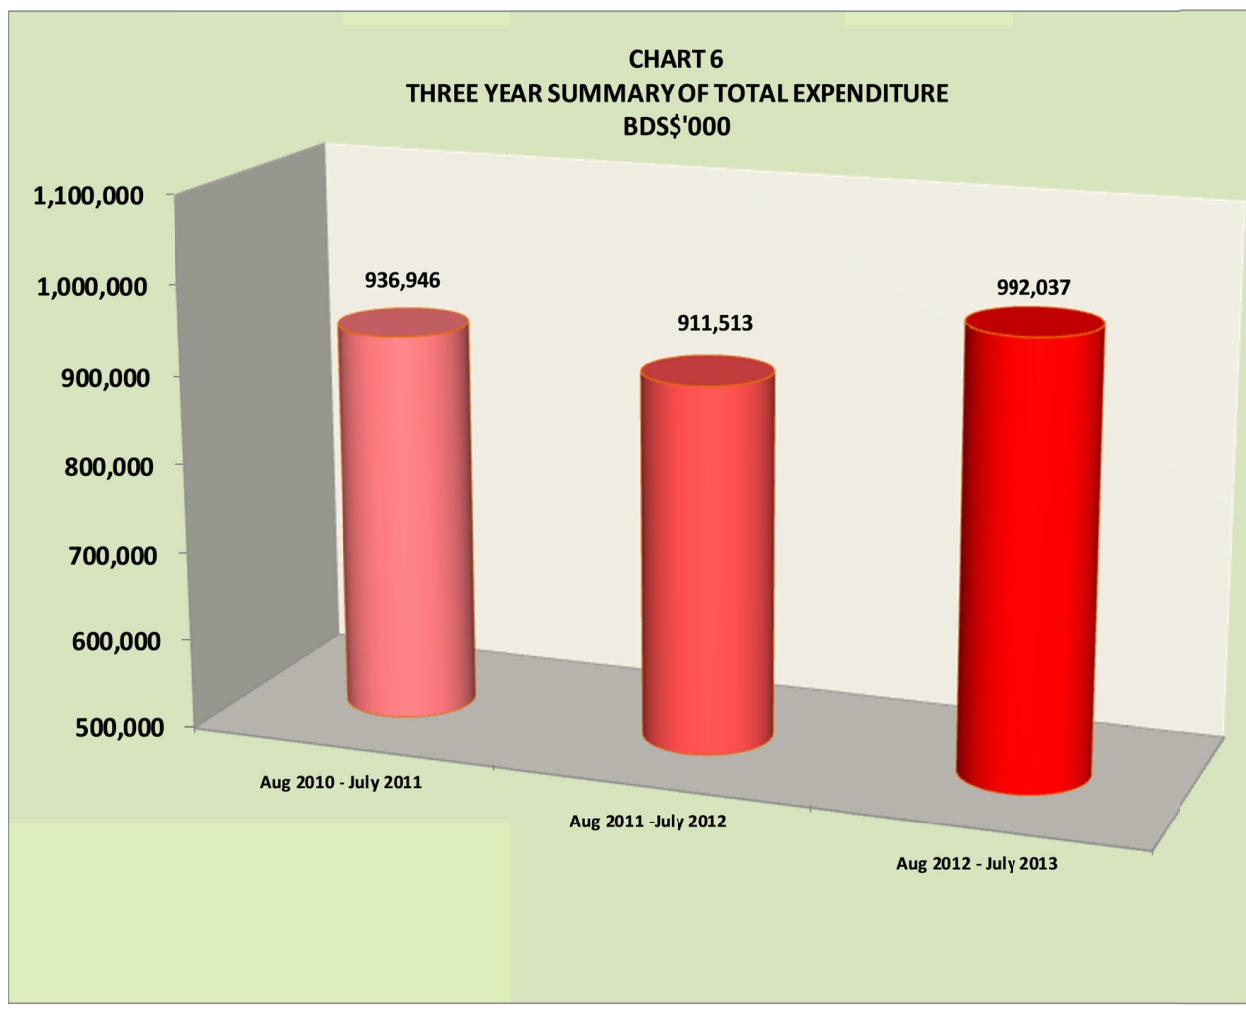 CHART 6
THREE YEAR SUMMARY OF TOTAL EXPENDITURE
BDS$'000
1,100,000
1,000,000
900,000
800,000
700,000
600,000
500,000
936,946
911,513
992,037
Aug 2010 - July 2011
Aug 2011 -July 2012
Aug 2012 - July 2013